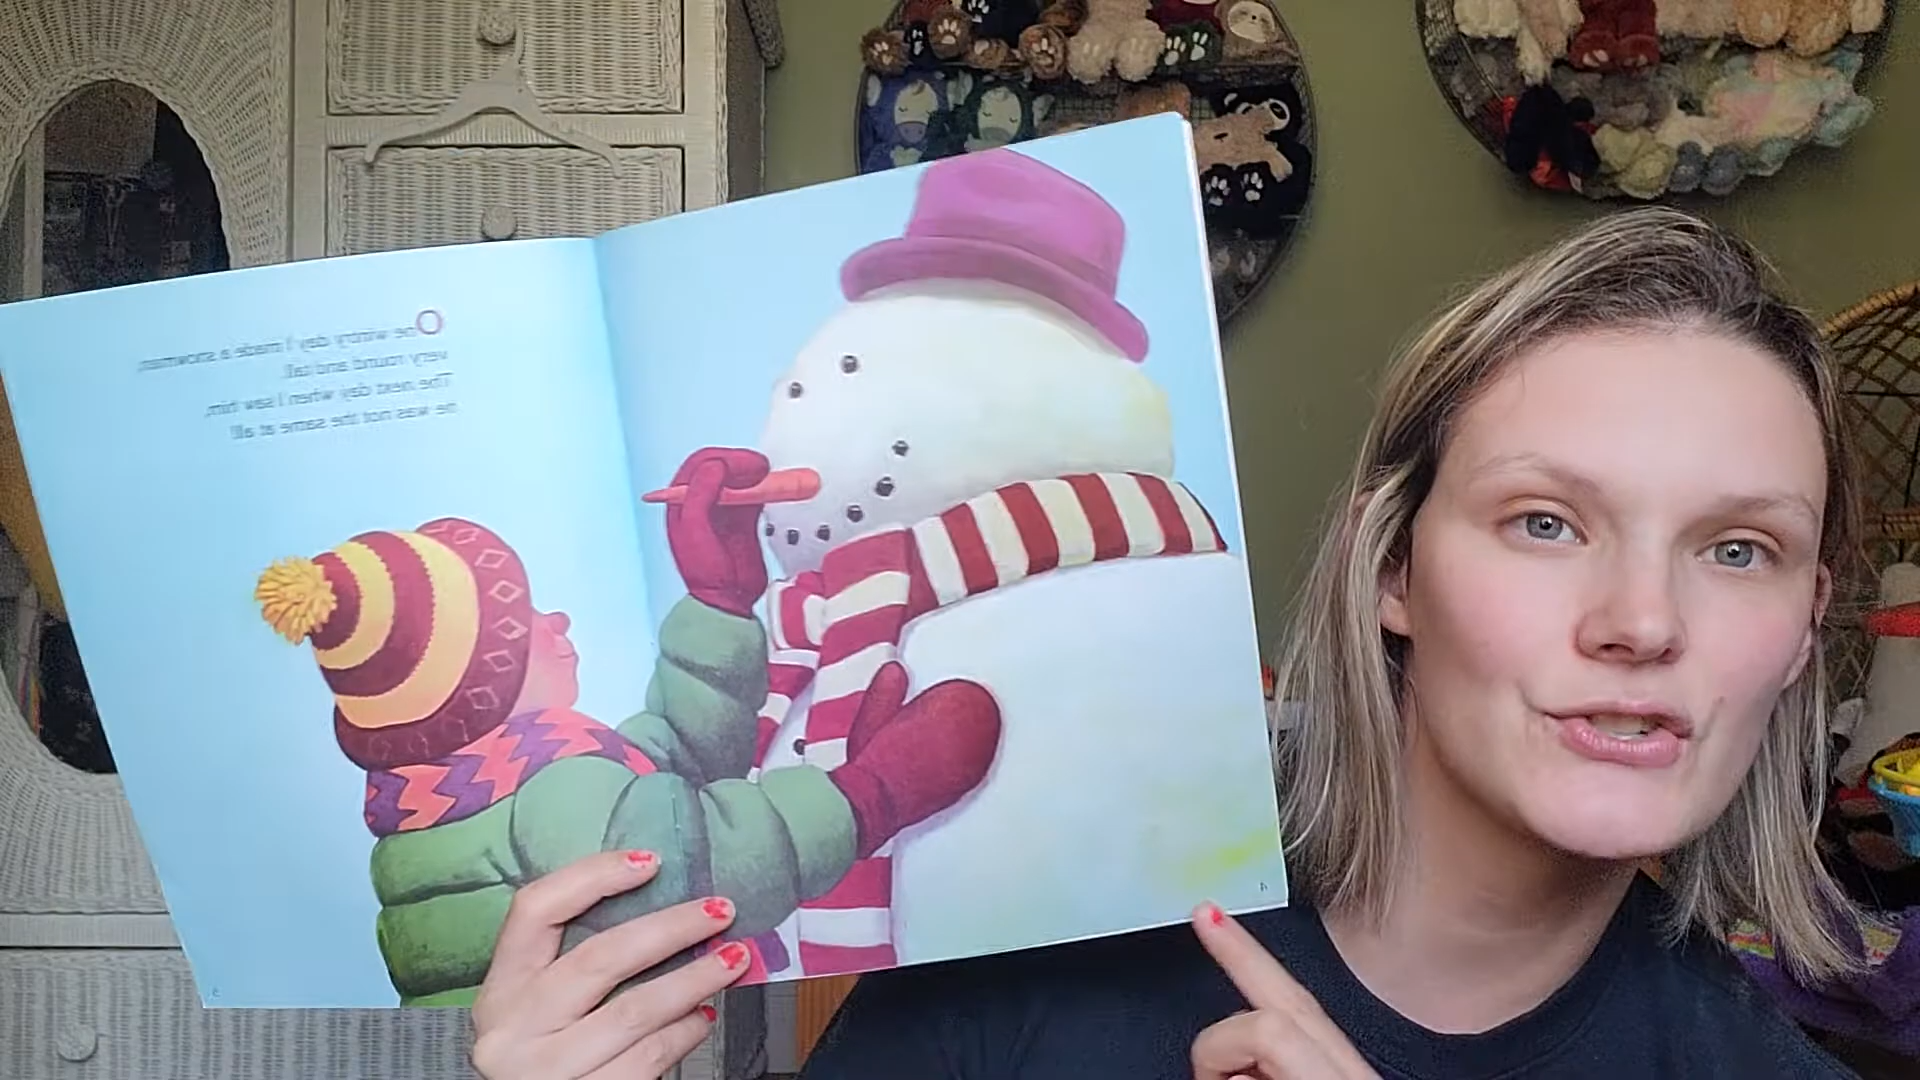 One wintry day I made a snowman,
very round and tall.
The next day when I saw him,
he was not the same at all!